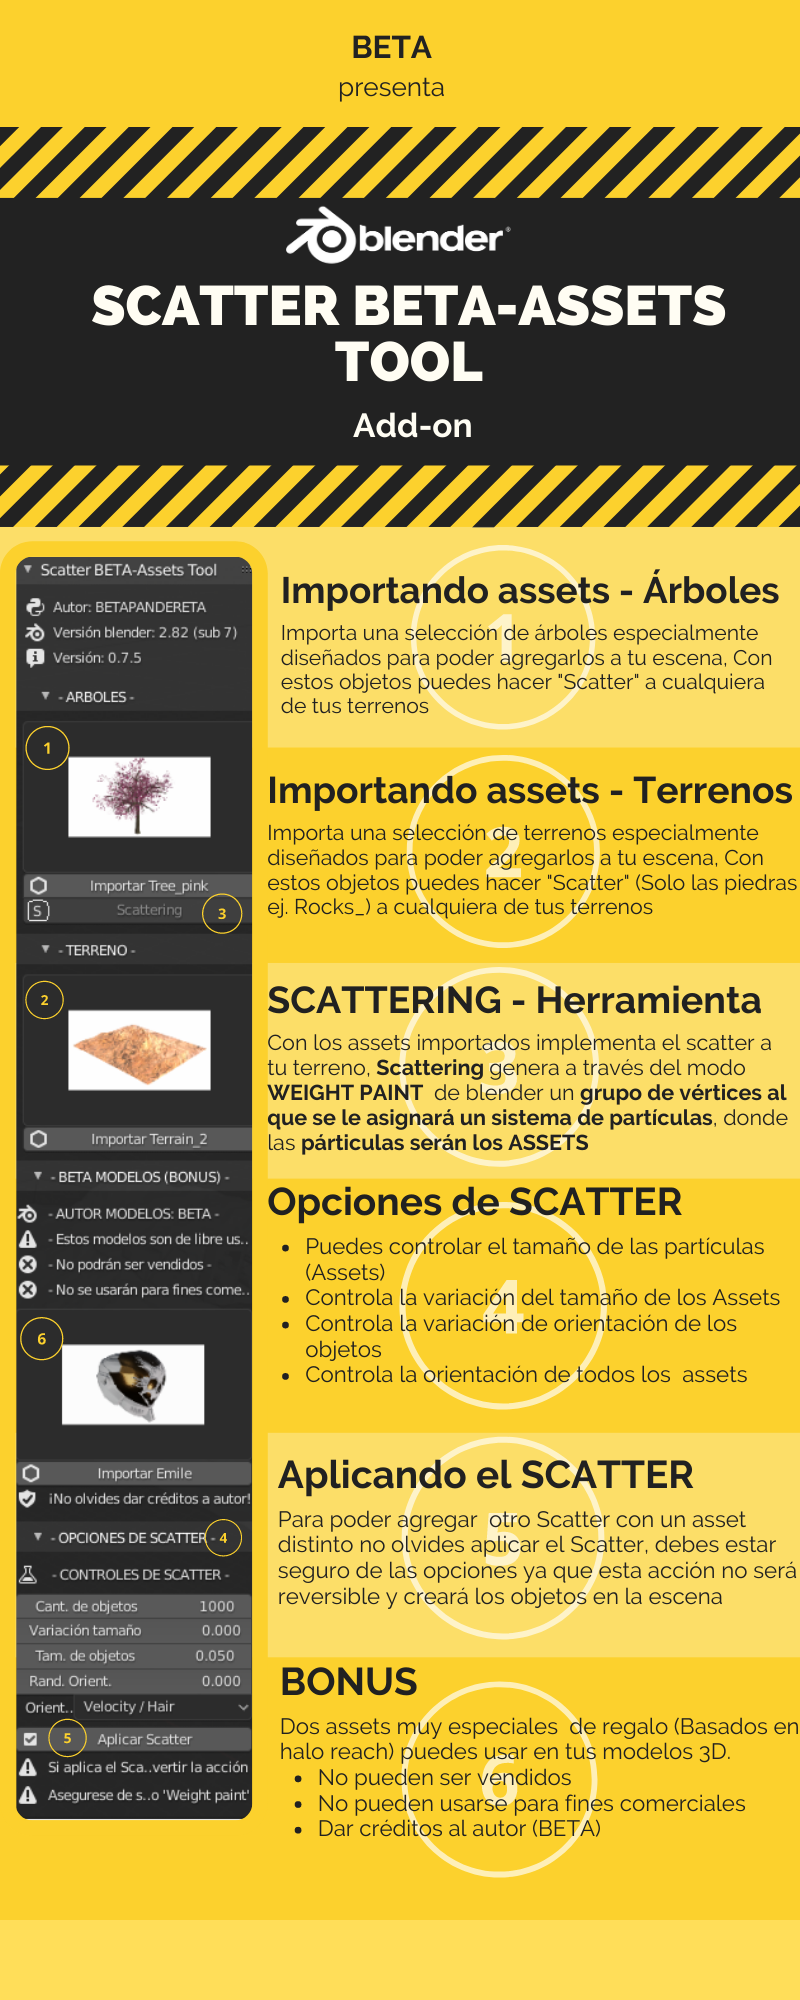 BETA
presenta
blender®
SCATTER BETA-ASSETS
TOOL
Add-on
Scatter BETA-Assets Tool
Autor: BETAPANDERETA
Versión blender: 2.82 (sub 7)
Versión: 0.7.5
- ARBOLES -
1
Importar Tree_pink
S
Scattering
3
- TERRENO -
2
Importar Terrain_2
- BETA MODELOS (BONUS) -
- AUTOR MODELOS: BETA -
- Estos modelos son de libre us..
- No podrán ser vendidos -
- No se usarán para fines come..
6
Importar Emile
¡No olvides dar créditos a autor!
- OPCIONES DE SCATTER -
4
- CONTROLES DE SCATTER -
Cant. de objetos 1000
Variación tamaño 0.000
Tam. de objetos 0.050
Rand. Orient. 0.000
Orient.. Velocity / Hair
5
Aplicar Scatter
Si aplica el Sca..vertir la acción
Asegurese de s..o 'Weight paint'
1
Importando assets - Árboles
Importa una selección de árboles especialmente
diseñados para poder agregarlos a tu escena, Con
estos objetos puedes hacer "Scatter" a cualquiera
de tus terrenos
2
Importando assets - Terrenos
Importa una selección de terrenos especialmente
diseñados para poder agregarlos a tu escena, Con
estos objetos puedes hacer "Scatter" (Solo las piedras
ej. Rocks_) a cualquiera de tus terrenos
3
SCATTERING - Herramienta
Con los assets importados implementa el scatter a
tu terreno, Scattering genera a través del modo
WEIGHT PAINT de blender un grupo de vértices al
que se le asignará un sistema de partículas, donde
las párticulas serán los ASSETS
4
Opciones de SCATTER
• Puedes controlar el tamaño de las partículas
(Assets)
• Controla la variación del tamaño de los Assets
• Controla la variación de orientación de los
objetos
• Controla la orientación de todos los assets
5
Aplicando el SCATTER
Para poder agregar otro Scatter con un asset
distinto no olvides aplicar el Scatter, debes estar
seguro de las opciones ya que esta acción no será
reversible y creará los objetos en la escena
6
BONUS
Dos assets muy especiales de regalo (Basados en
halo reach) puedes usar en tus modelos 3D.
• No pueden ser vendidos
• No pueden usarse para fines comerciales
• Dar créditos al autor (BETA)